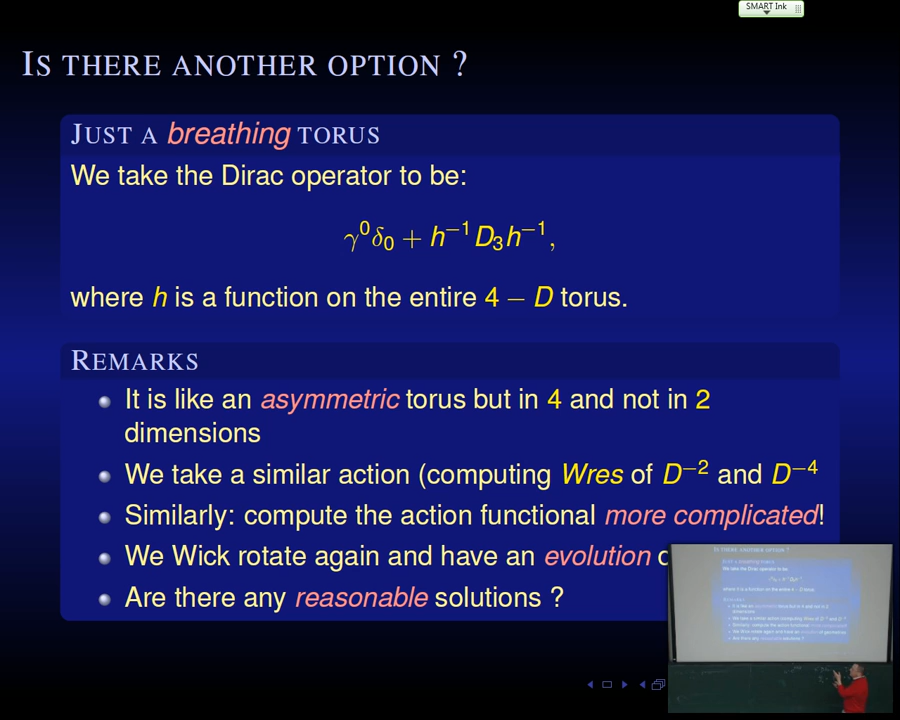 SMART Ink
IS THERE ANOTHER OPTION ?
JUST A breathing TORUS
We take the Dirac operator to be:
γ⁰δ₀ + h⁻¹D₃h⁻¹,
where h is a function on the entire 4 − D torus.
REMARKS
It is like an asymmetric torus but in 4 and not in 2
dimensions
We take a similar action (computing Wres of D⁻² and D⁻⁴
Similarly: compute the action functional more complicated!
We Wick rotate again and have an evolution
Are there any reasonable solutions ?